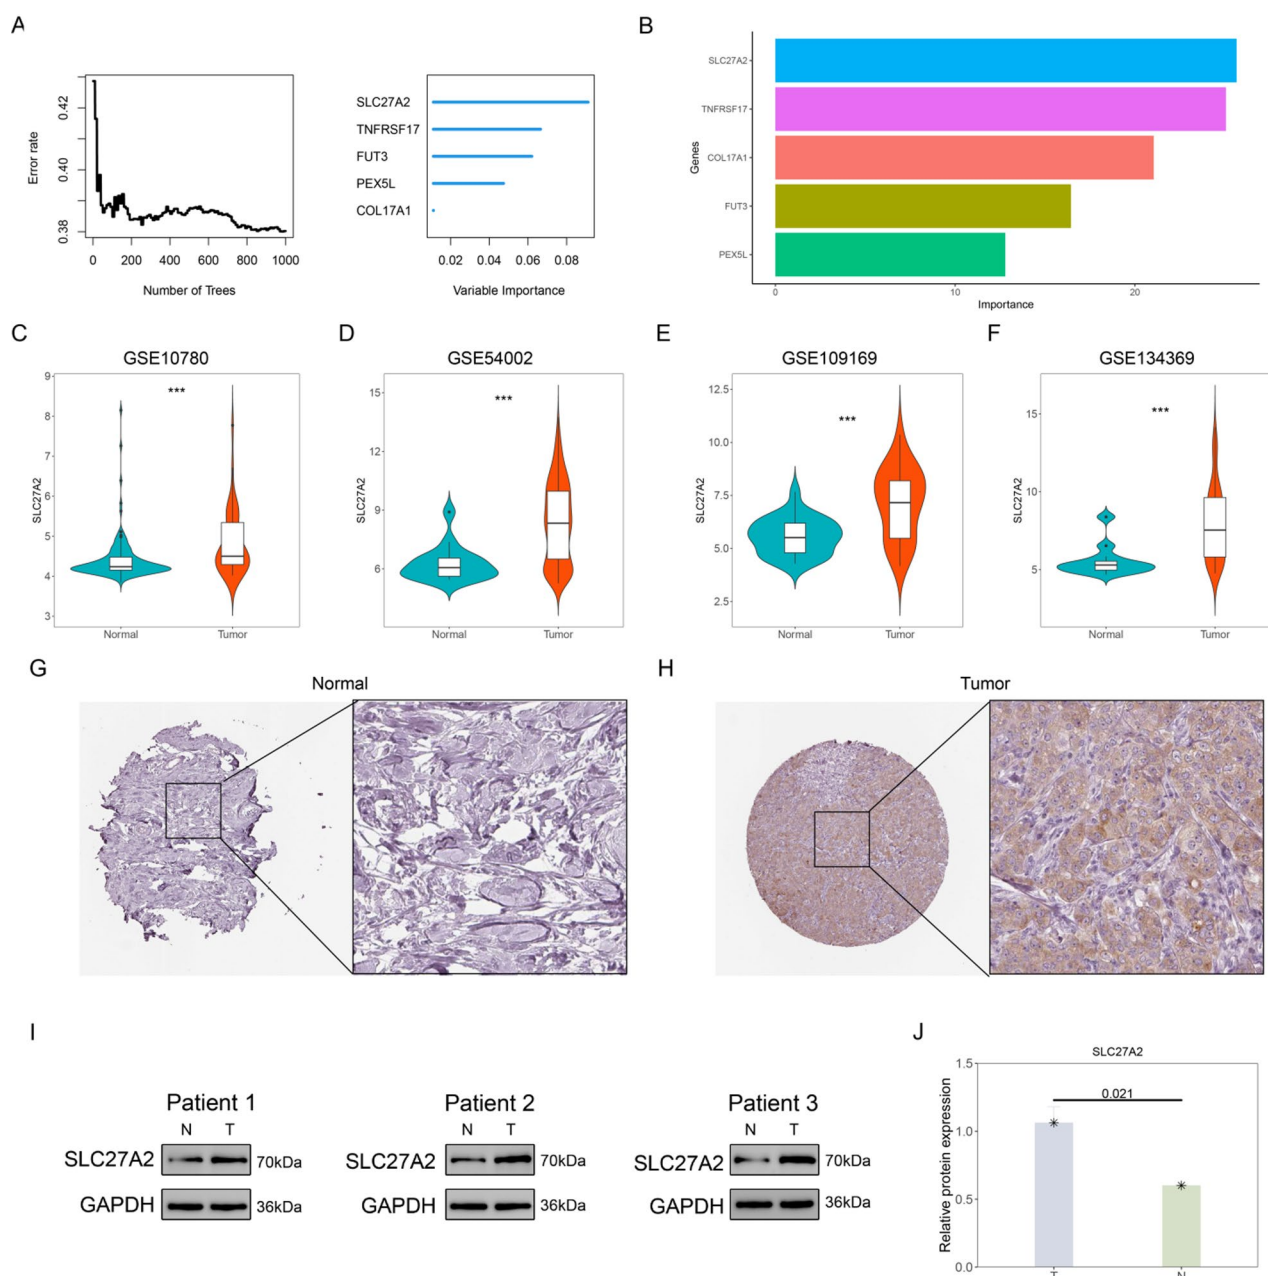 A
B
Error rate
0.42
0.40
0.38
0 200 400 600 800 1000
Number of Trees
SLC27A2
TNFRSF17
FUT3
PEX5L
COL17A1
0.02 0.04 0.06 0.08
Variable Importance
Genes
SLC27A2
TNFRSF17
COL17A1
FUT3
PEX5L
0 10 20
Importance
C
GSE10780
***
SLC27A2
9
8
7
6
5
4
3
Normal Tumor
D
GSE54002
***
SLC27A2
15
12
9
6
Normal Tumor
E
GSE109169
***
SLC27A2
12.5
10.0
7.5
5.0
2.5
Normal Tumor
F
GSE134369
***
SLC27A2
15
10
5
Normal Tumor
G
Normal
H
Tumor
I
Patient 1
N T
SLC27A2 70kDa
GAPDH 36kDa
Patient 2
N T
SLC27A2 70kDa
GAPDH 36kDa
Patient 3
N T
SLC27A2 70kDa
GAPDH 36kDa
J
SLC27A2
Relative protein expression
1.5
1.0
0.5
0.0
0.021
T N